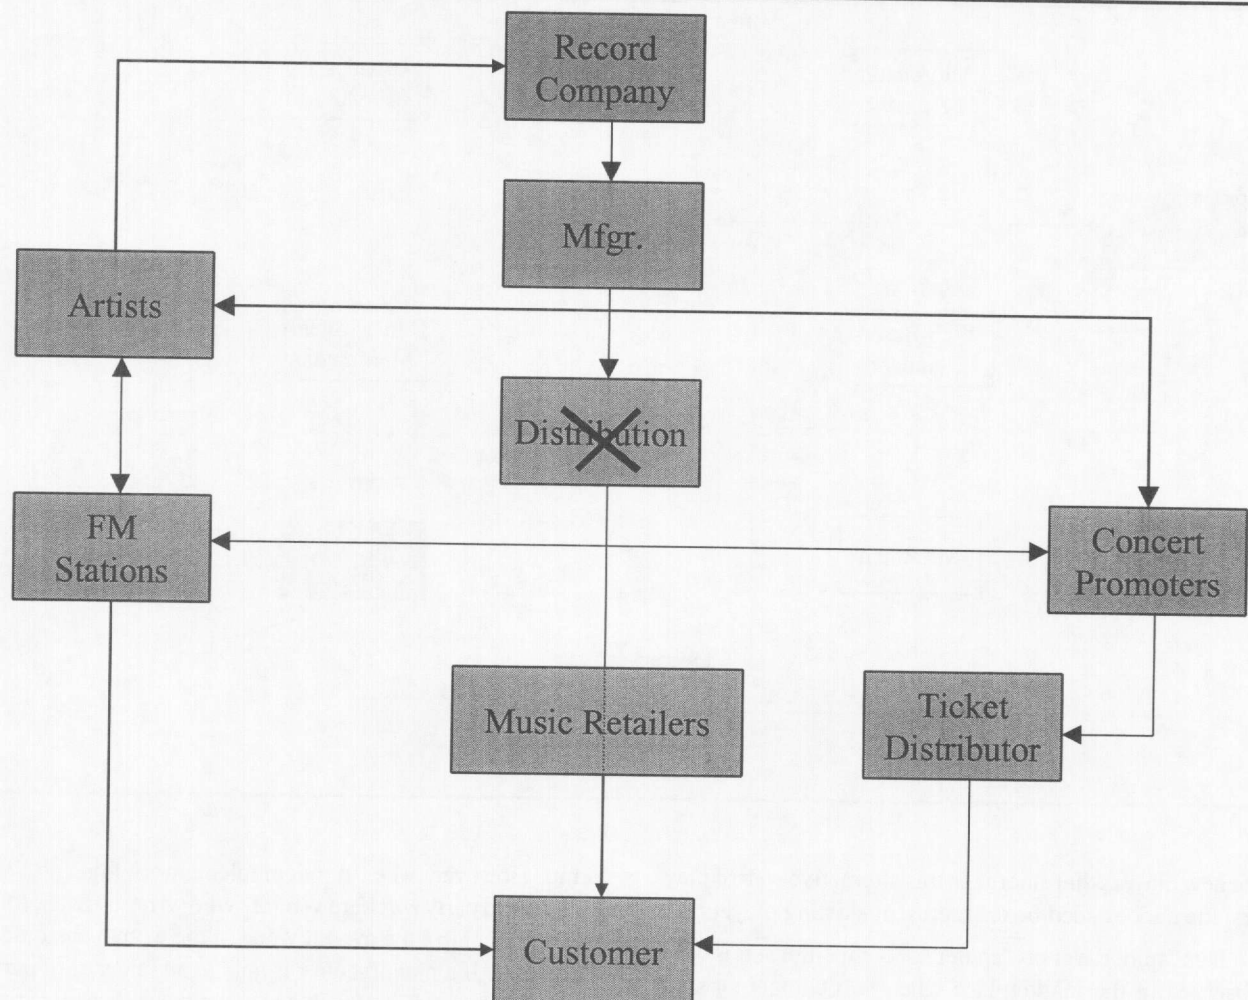 Record
Company
Mfgr.
Artists
Distribution
FM
Stations
Concert
Promoters
Music Retailers
Ticket
Distributor
Customer